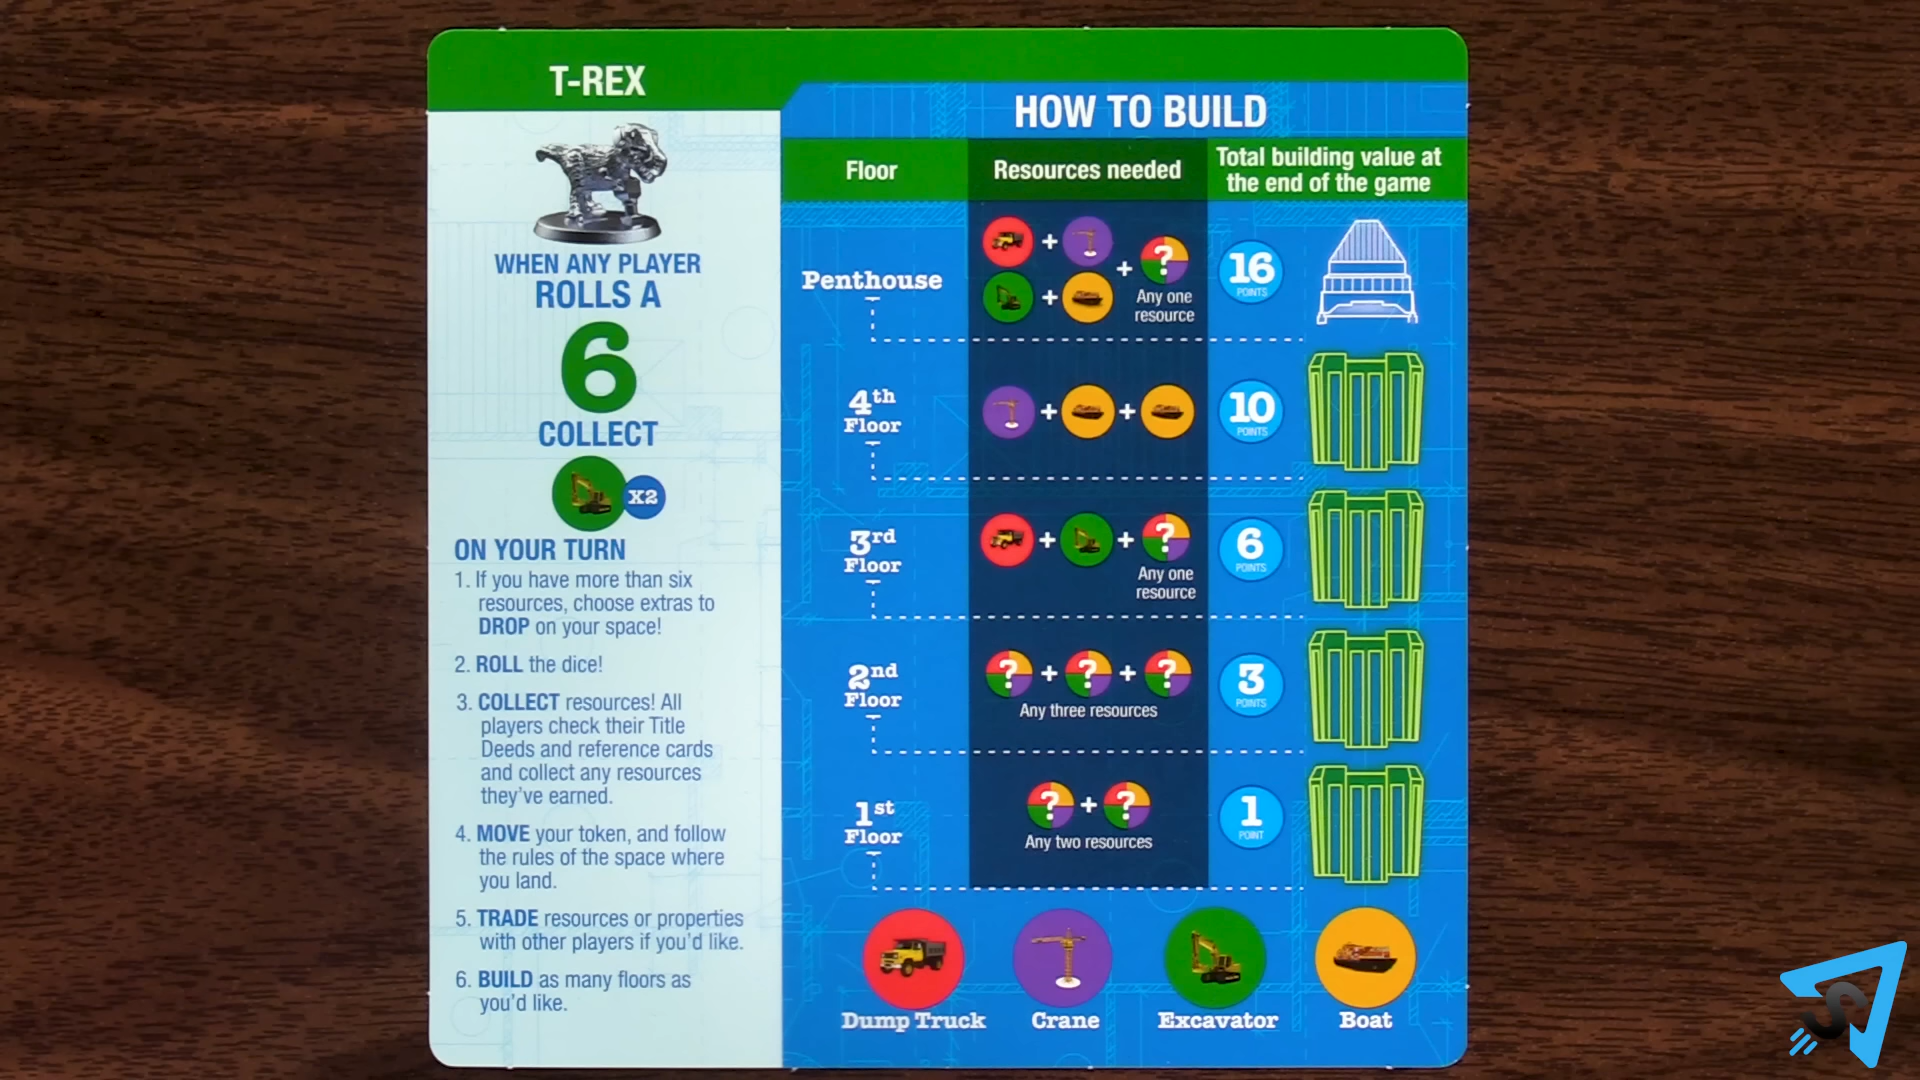 T-REX
WHEN ANY PLAYER
ROLLS A
6
COLLECT
X2
ON YOUR TURN
1. If you have more than six
resources, choose extras to
DROP on your space!
2. ROLL the dice!
3. COLLECT resources! All
players check their Title
Deeds and reference cards
and collect any resources
they've earned.
4. MOVE your token, and follow
the rules of the space where
you land.
5. TRADE resources or properties
with other players if you'd like.
6. BUILD as many floors as
you'd like.
HOW TO BUILD
Floor
Resources needed
Total building value at
the end of the game
Penthouse
+ + + ?
+
Any one
resource
16
POINTS
4th
Floor
+ +
10
POINTS
3rd
Floor
+ + ?
Any one
resource
6
POINTS
2nd
Floor
? + ? + ?
Any three resources
3
POINTS
1st
Floor
? + ?
Any two resources
1
POINT
Dump Truck
Crane
Excavator
Boat
S